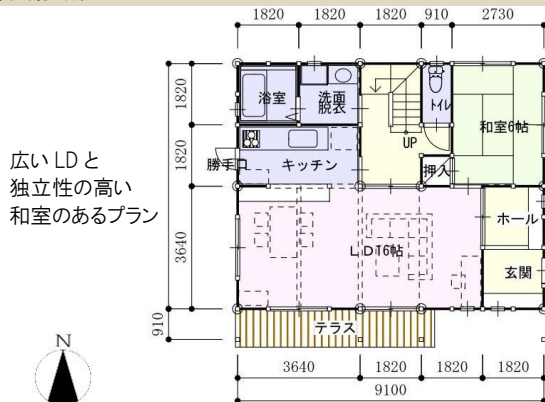 1820 1820 1820 910 2730
1820
1820
3640
910
浴室
洗面
脱衣
トイレ
和室6帖
UP
勝手口
キッチン
押入
広いLDと
独立性の高い
和室のあるプラン
LD16帖
ホール
玄関
テラス
N
3640 1820 1820 1820
9100